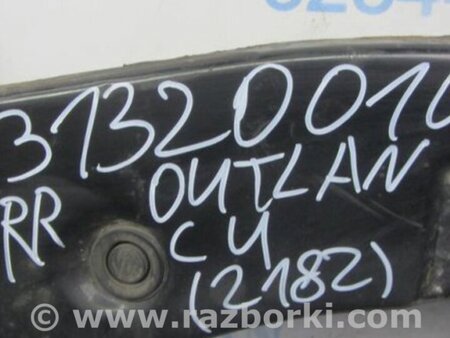 3132001
RR OUTLAN
CU
(2182)
© www.razborki.com